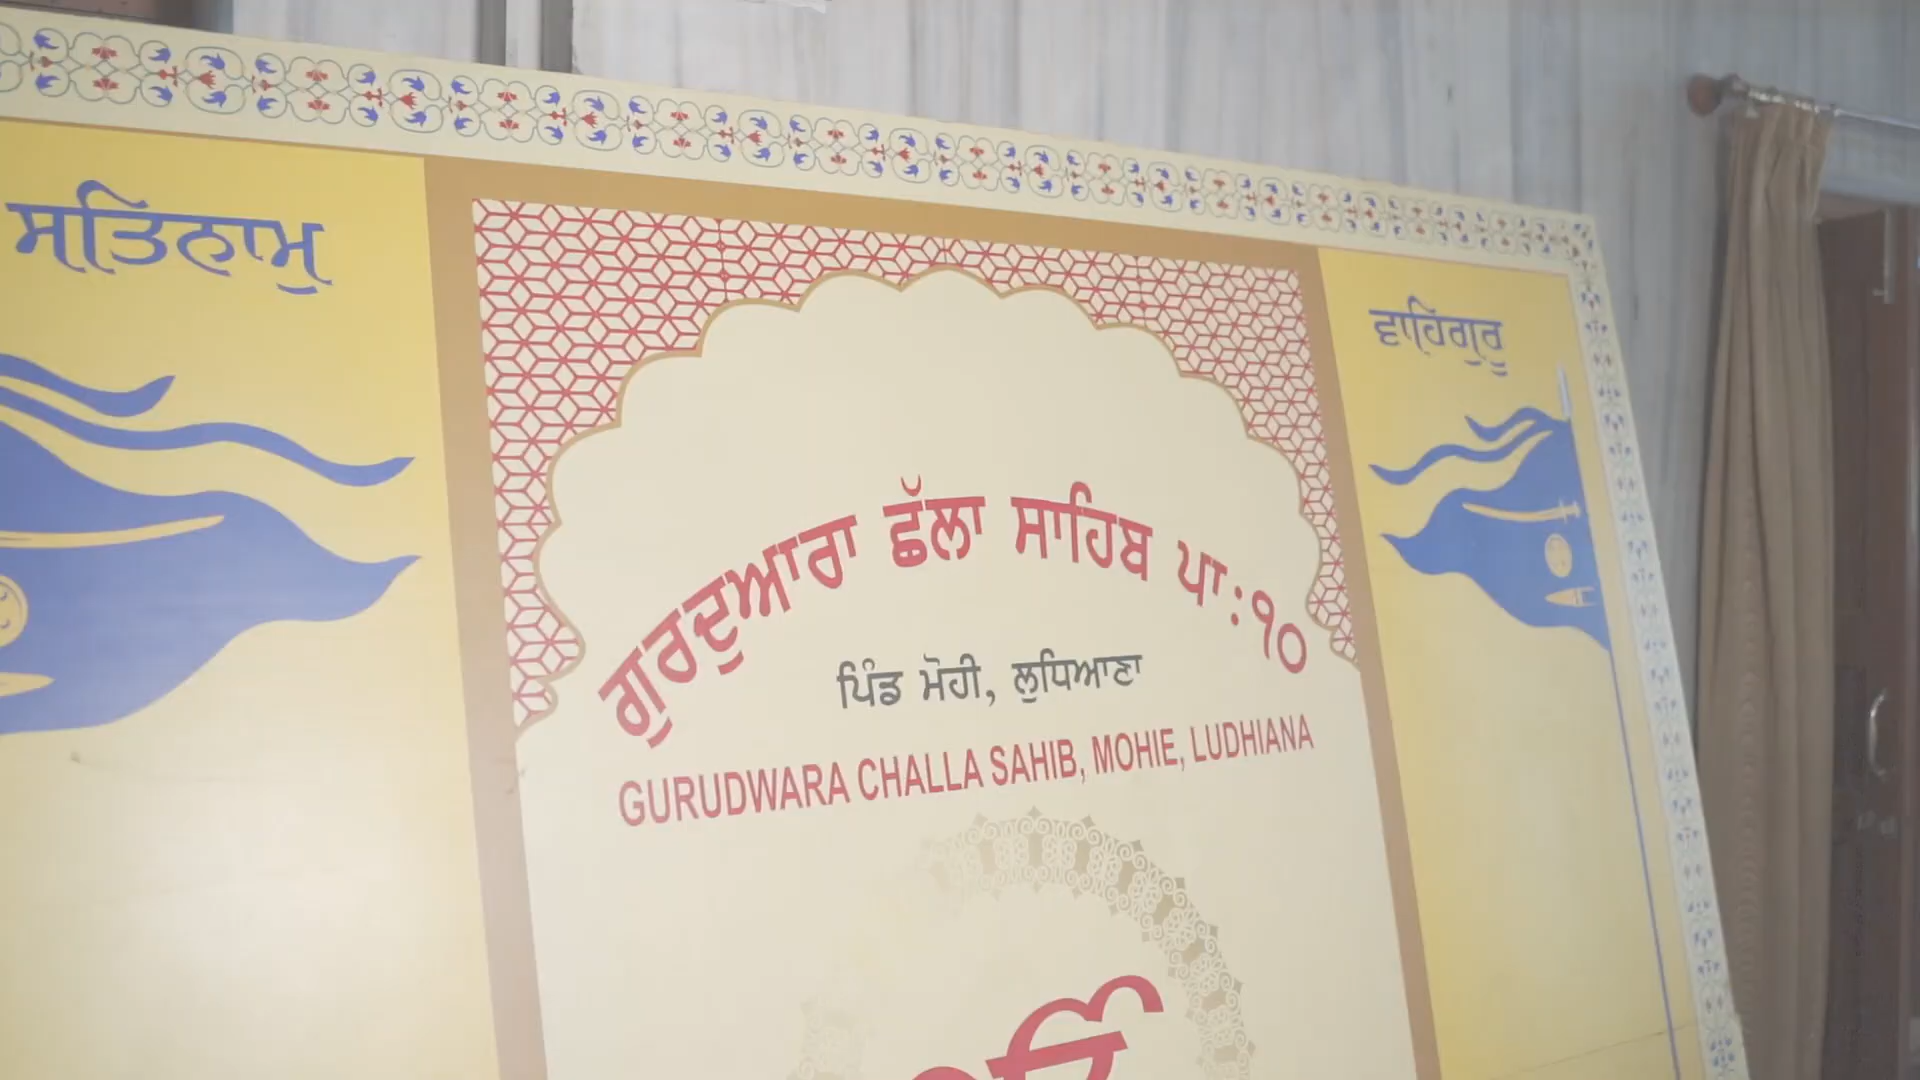 ਸਤਿਨਾਮੁ
ਵਾਹਿਗੁਰੂ
ਗੁਰਦੁਆਰਾ ਛੱਲਾ ਸਾਹਿਬ ਪਾ:੧੦
ਪਿੰਡ ਮੋਹੀ, ਲੁਧਿਆਣਾ
GURUDWARA CHALLA SAHIB, MOHIE, LUDHIANA